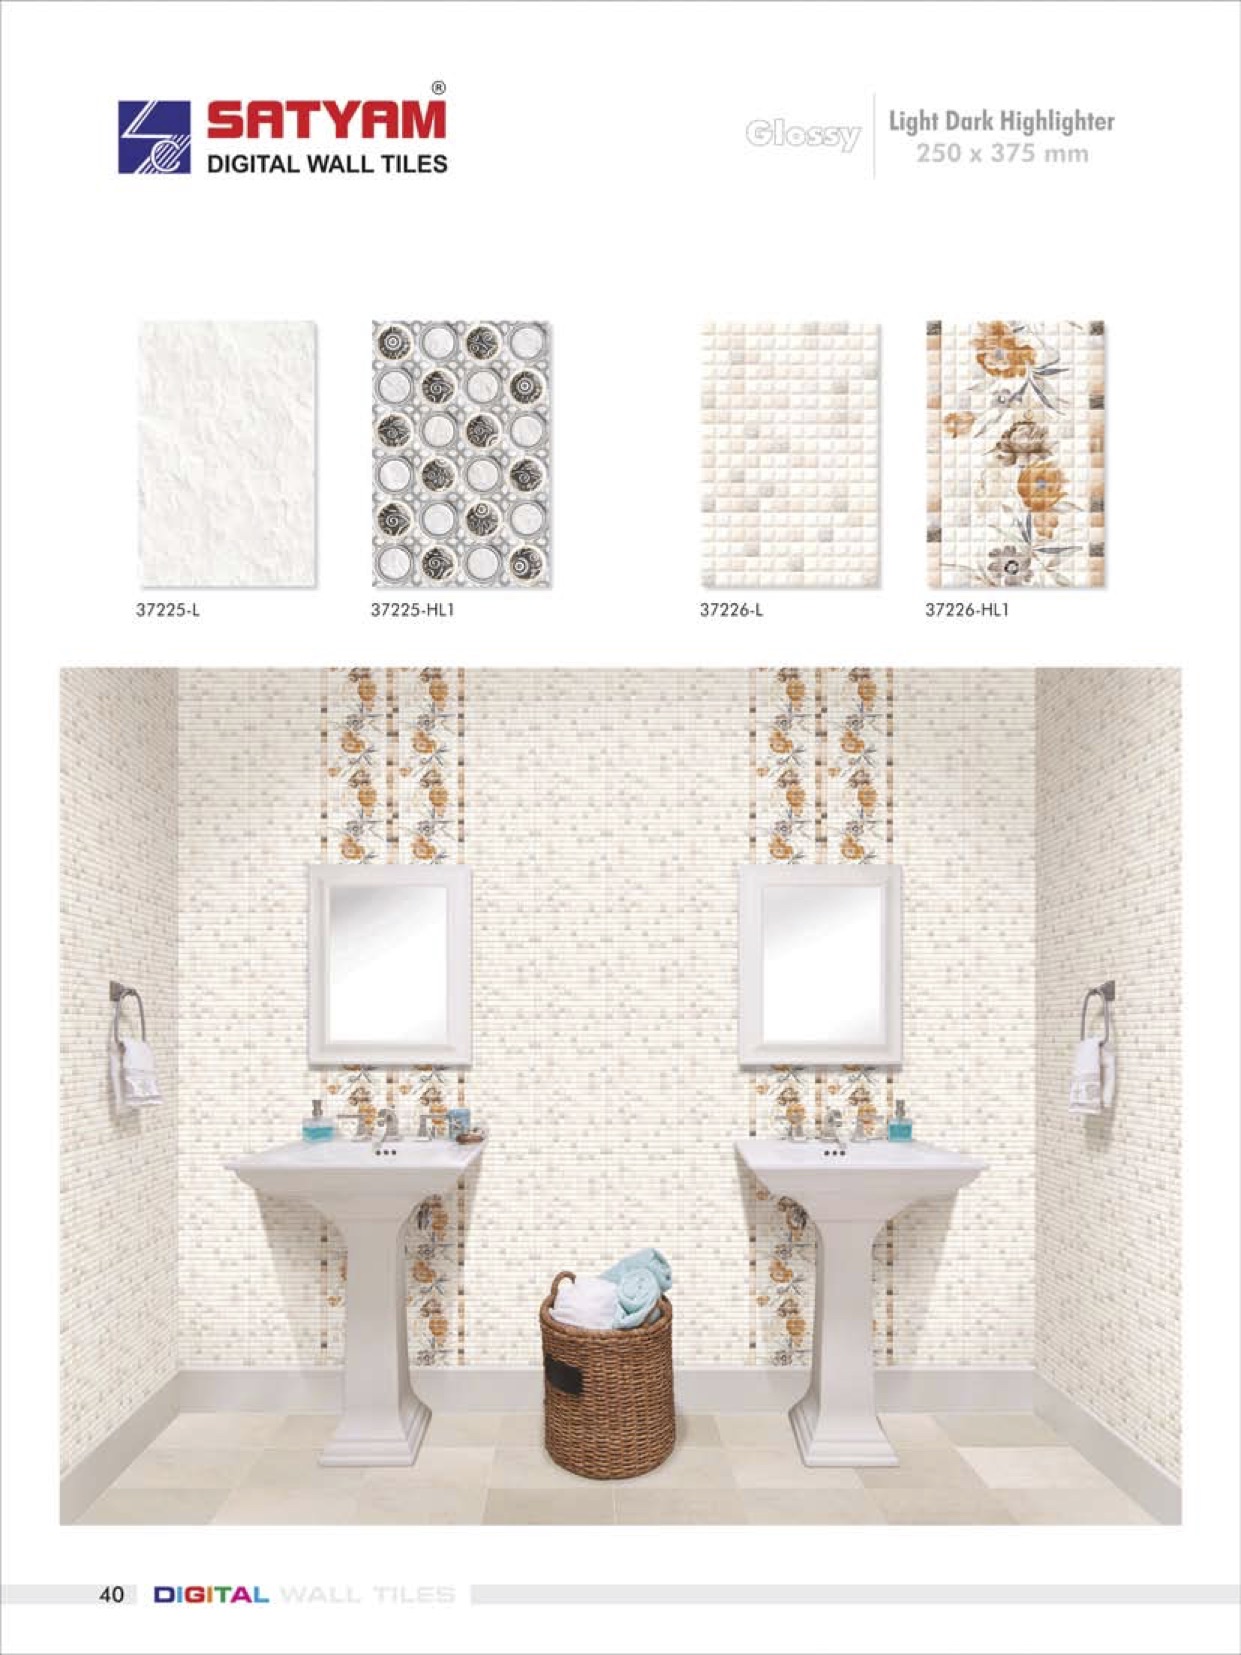 SATYAM®
DIGITAL WALL TILES
Glossy
Light Dark Highlighter
250 x 375 mm
37225-L
37225-HL1
37226-L
37226-HL1
40 DIGITAL WALL TILES